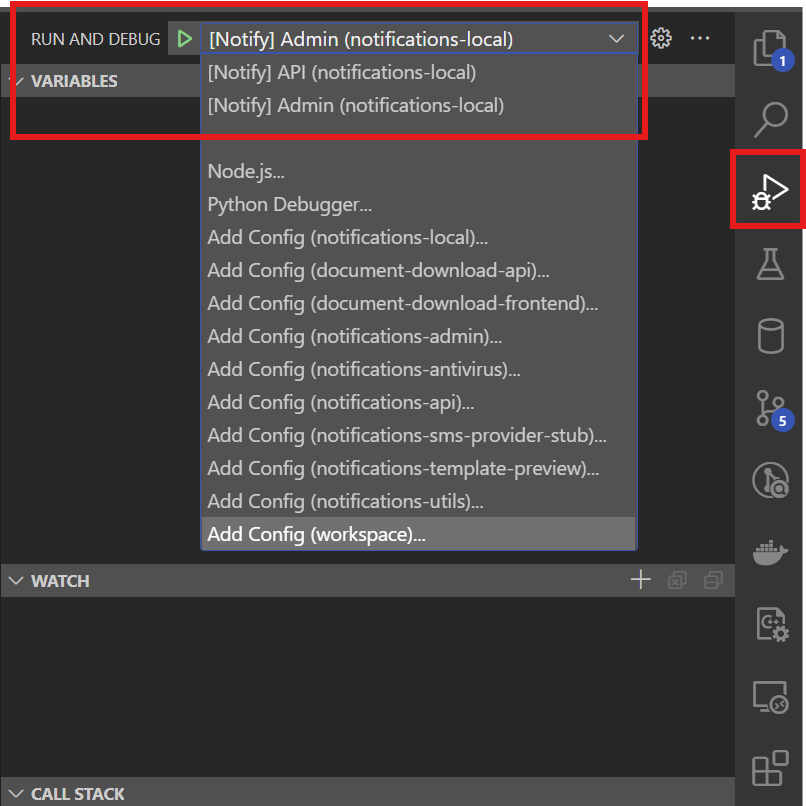 RUN AND DEBUG
[Notify] Admin (notifications-local)
[Notify] API (notifications-local)
[Notify] Admin (notifications-local)
VARIABLES
Node.js...
Python Debugger...
Add Config (notifications-local)...
Add Config (document-download-api)...
Add Config (document-download-frontend)...
Add Config (notifications-admin)...
Add Config (notifications-antivirus)...
Add Config (notifications-api)...
Add Config (notifications-sms-provider-stub)...
Add Config (notifications-template-preview)...
Add Config (notifications-utils)...
Add Config (workspace)...
WATCH
CALL STACK
1
5
C++